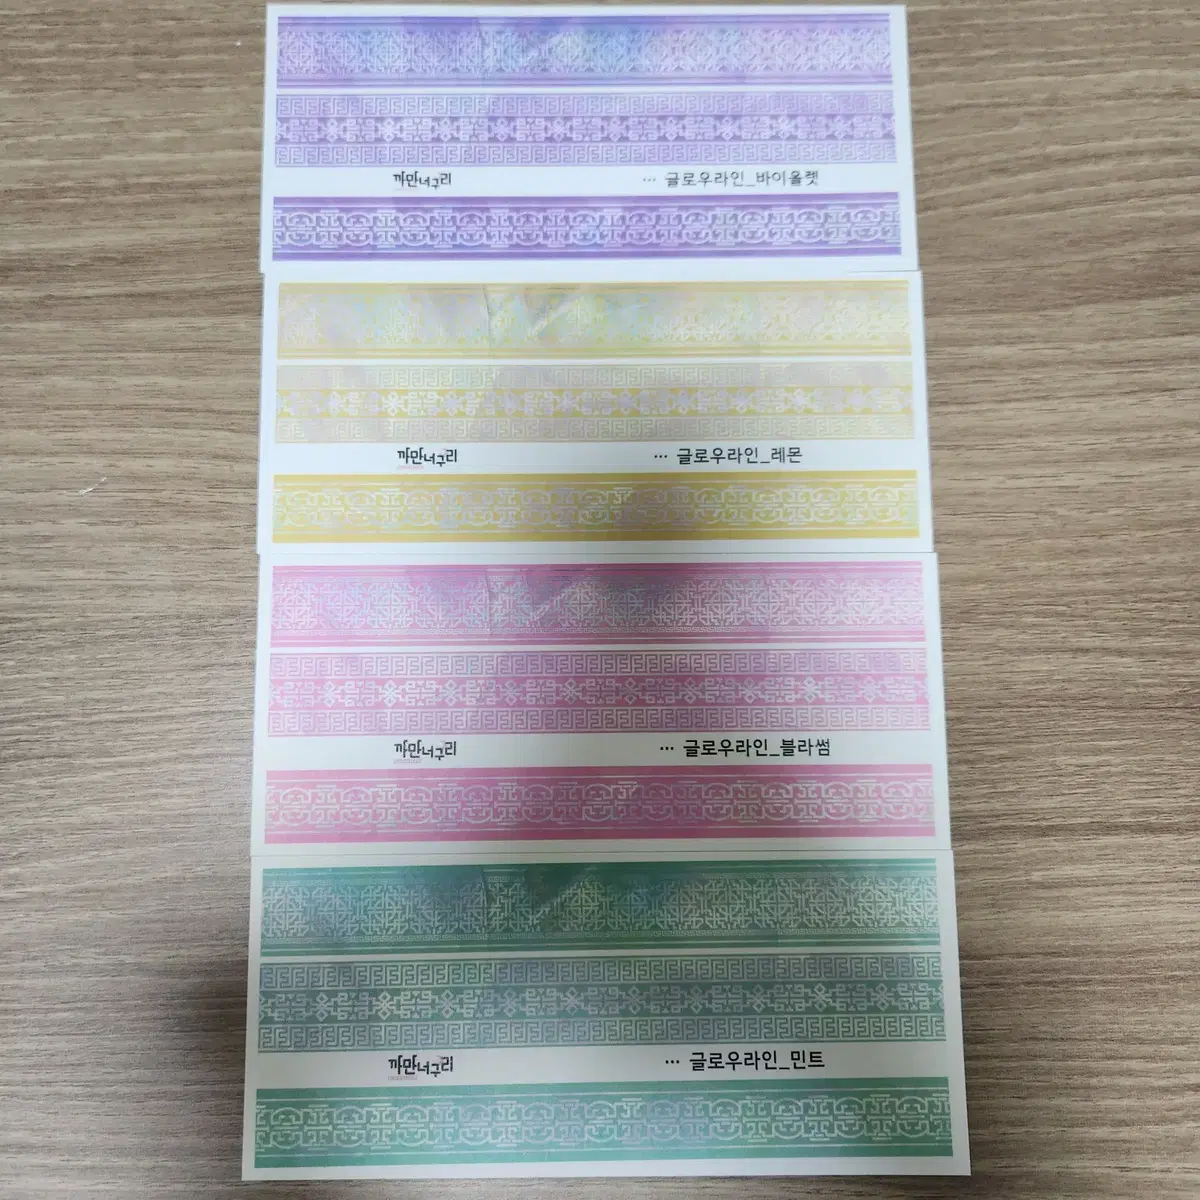 까만너구리 … 글로우라인_바이올렛
까만너구리 … 글로우라인_레몬
까만너구리 … 글로우라인_블라썸
까만너구리 … 글로우라인_민트